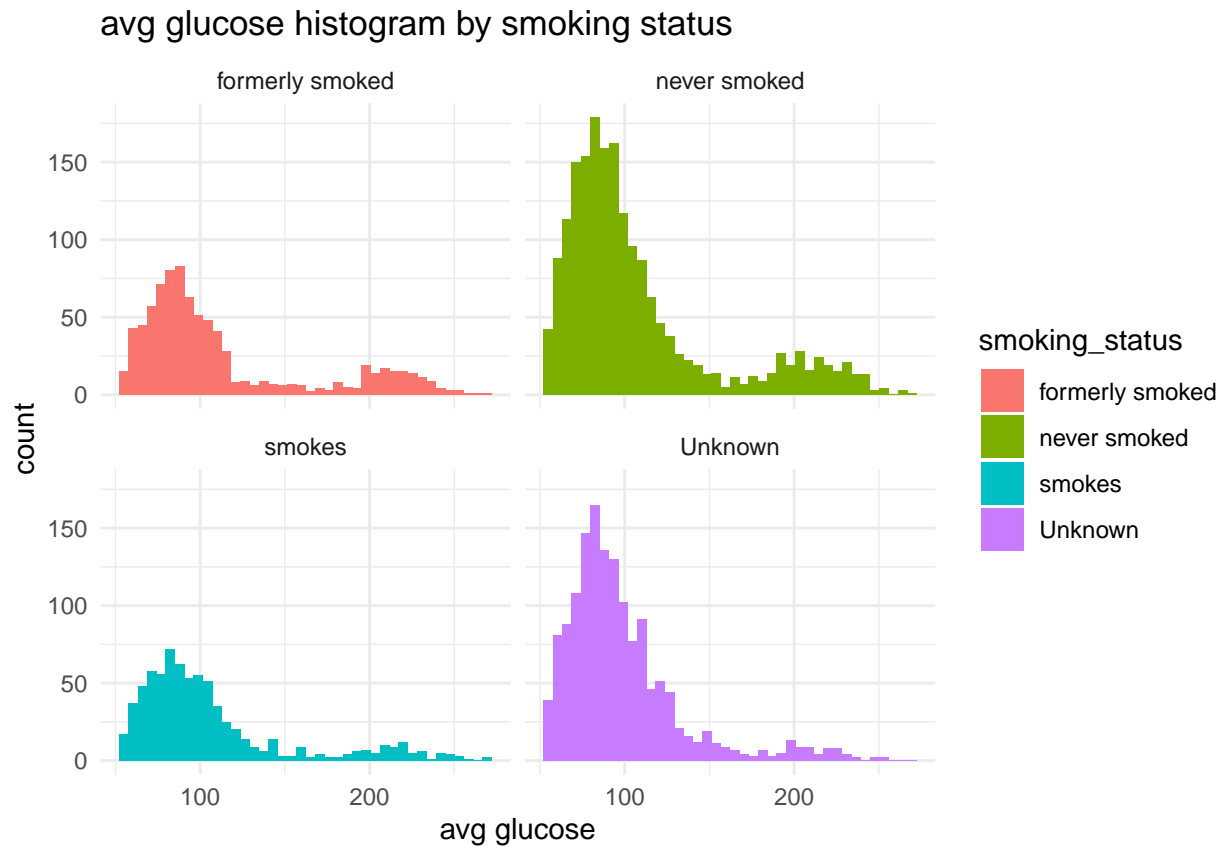 avg glucose histogram by smoking status
formerly smoked
never smoked
150
100
50
0
smokes
Unknown
150
100
50
0
100
200
100
200
count
avg glucose
smoking_status
formerly smoked
never smoked
smokes
Unknown